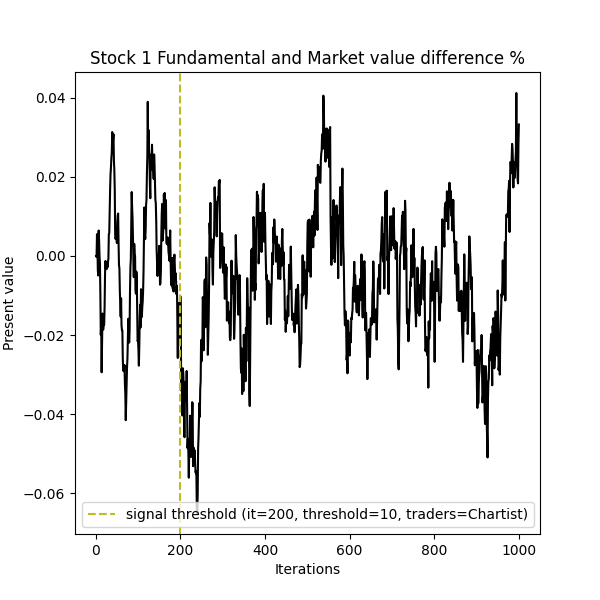 Stock 1 Fundamental and Market value difference %
Present value
0.04
0.02
0.00
−0.02
−0.04
−0.06
signal threshold (it=200, threshold=10, traders=Chartist)
0 200 400 600 800 1000
Iterations